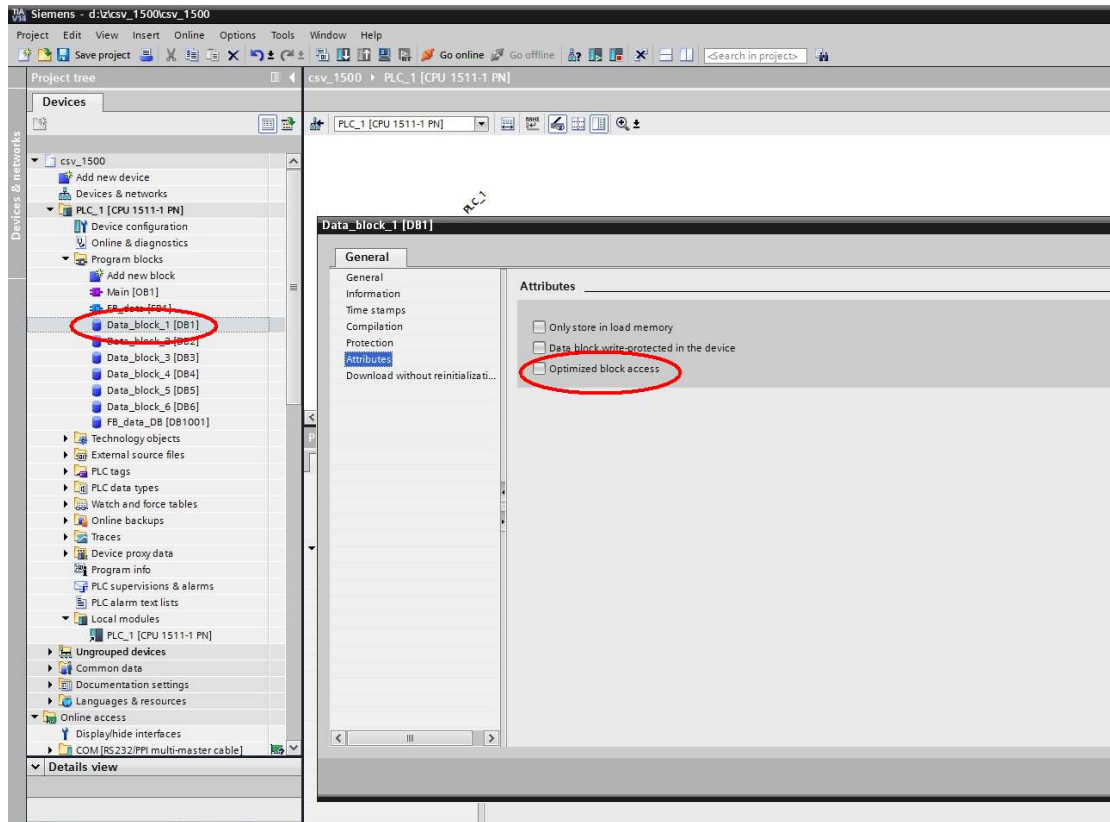 Siemens - d:\z\csv_1500\csv_1500
Project Edit View Insert Online Options Tools Window Help
Save project Go online Go offline <Search in project>
Project tree
csv_1500 ▸ PLC_1 [CPU 1511-1 PN]
Devices
PLC_1 [CPU 1511-1 PN]
Devices & networks
csv_1500
Add new device
Devices & networks
PLC_1 [CPU 1511-1 PN]
Device configuration
Online & diagnostics
Program blocks
Add new block
Main [OB1]
FB_data [FB1]
Data_block_1 [DB1]
Data_block_2 [DB2]
Data_block_3 [DB3]
Data_block_4 [DB4]
Data_block_5 [DB5]
Data_block_6 [DB6]
FB_data_DB [DB1001]
Technology objects
External source files
PLC tags
PLC data types
Watch and force tables
Online backups
Traces
Device proxy data
Program info
PLC supervisions & alarms
PLC alarm text lists
Local modules
PLC_1 [CPU 1511-1 PN]
Ungrouped devices
Common data
Documentation settings
Languages & resources
Online access
Display/hide interfaces
COM [RS232/PPI multi-master cable]
Details view
PLC_1
Data_block_1 [DB1]
General
General
Information
Time stamps
Compilation
Protection
Attributes
Download without reinitializati...
Attributes
Only store in load memory
Data block write-protected in the device
Optimized block access